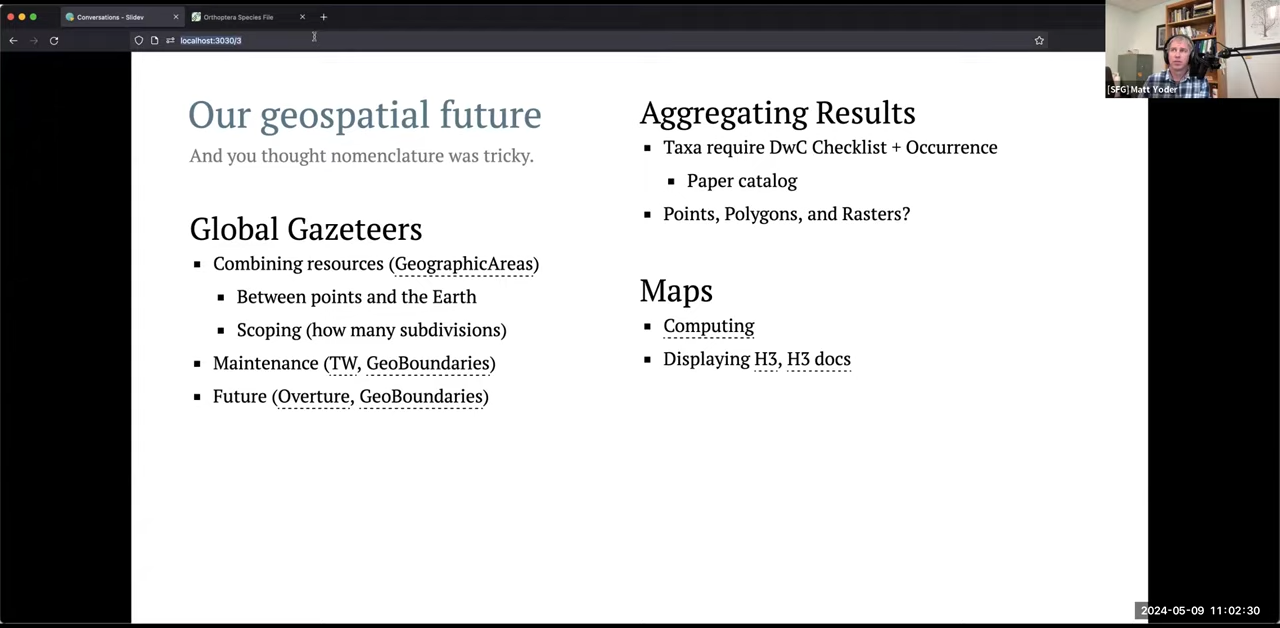 Conversations - Slidev
Orthoptera Species File
localhost:3030/3
[SFG] Matt Yoder
Our geospatial future
And you thought nomenclature was tricky.
Global Gazeteers
Combining resources (GeographicAreas)
Between points and the Earth
Scoping (how many subdivisions)
Maintenance (TW, GeoBoundaries)
Future (Overture, GeoBoundaries)
Aggregating Results
Taxa require DwC Checklist + Occurrence
Paper catalog
Points, Polygons, and Rasters?
Maps
Computing
Displaying H3, H3 docs
2024-05-09 11:02:30